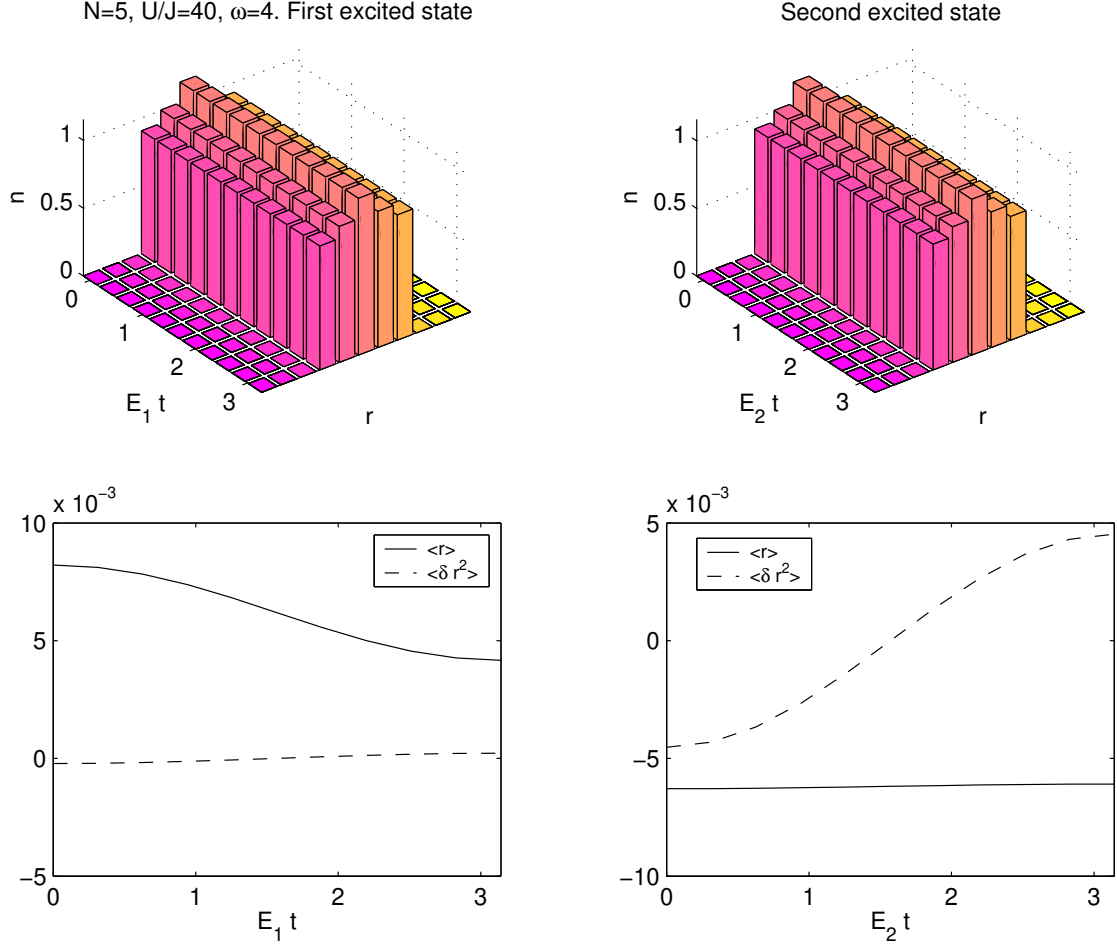 N=5, U/J=40, ω=4. First excited state
n
1
0.5
0
0
1
2
3
E₁ t
r
Second excited state
n
1
0.5
0
0
1
2
3
E₂ t
r
x 10⁻³
10
5
0
−5
0
1
2
3
E₁ t
<r>
<δ r²>
x 10⁻³
5
0
−5
−10
0
1
2
3
E₂ t
<r>
<δ r²>